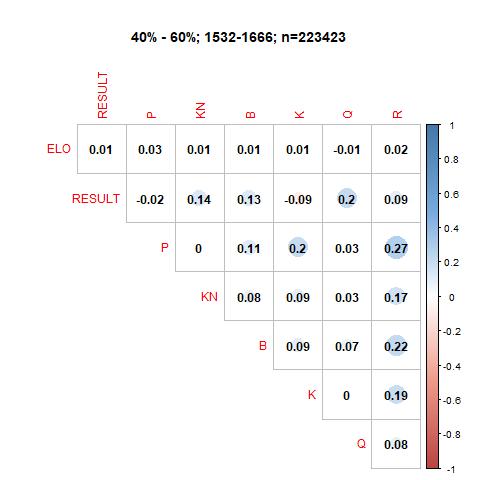 40% - 60%; 1532-1666; n=223423
RESULT P KN B K Q R
ELO 0.01 0.03 0.01 0.01 0.01 -0.01 0.02
RESULT -0.02 0.14 0.13 -0.09 0.2 0.09
P 0 0.11 0.2 0.03 0.27
KN 0.08 0.09 0.03 0.17
B 0.09 0.07 0.22
K 0 0.19
Q 0.08
1
0.8
0.6
0.4
0.2
0
-0.2
-0.4
-0.6
-0.8
-1